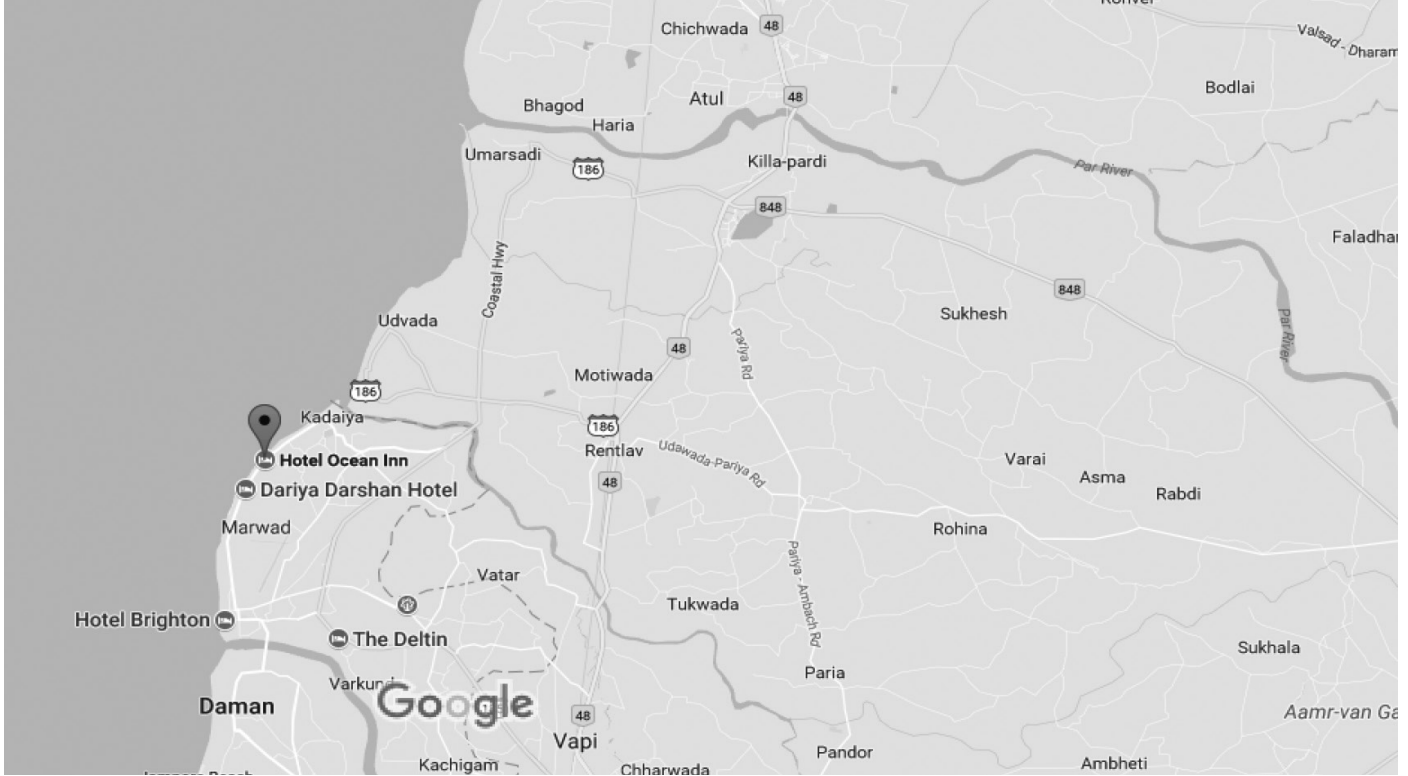 Chichwada
48
Valsad - Dharam
Bodlai
Atul
48
Bhagod
Haria
Umarsadi
186
Killa-pardi
Par River
848
Faladhar
Coastal Hwy
848
Sukhesh
Par River
Udvada
48
Pariya Rd
Motiwada
186
Kadaiya
186
Rentlav
Udawada-Pariya Rd
Hotel Ocean Inn
Varai
Asma
Rabdi
Dariya Darshan Hotel
48
Marwad
Rohina
Vatar
Pariya - Ambach Rd
Tukwada
Hotel Brighton
The Deltin
Sukhala
Paria
Daman
Google
48
Aamr-van Ga
Vapi
Pandor
Kachigam
Chharwada
Ambheti